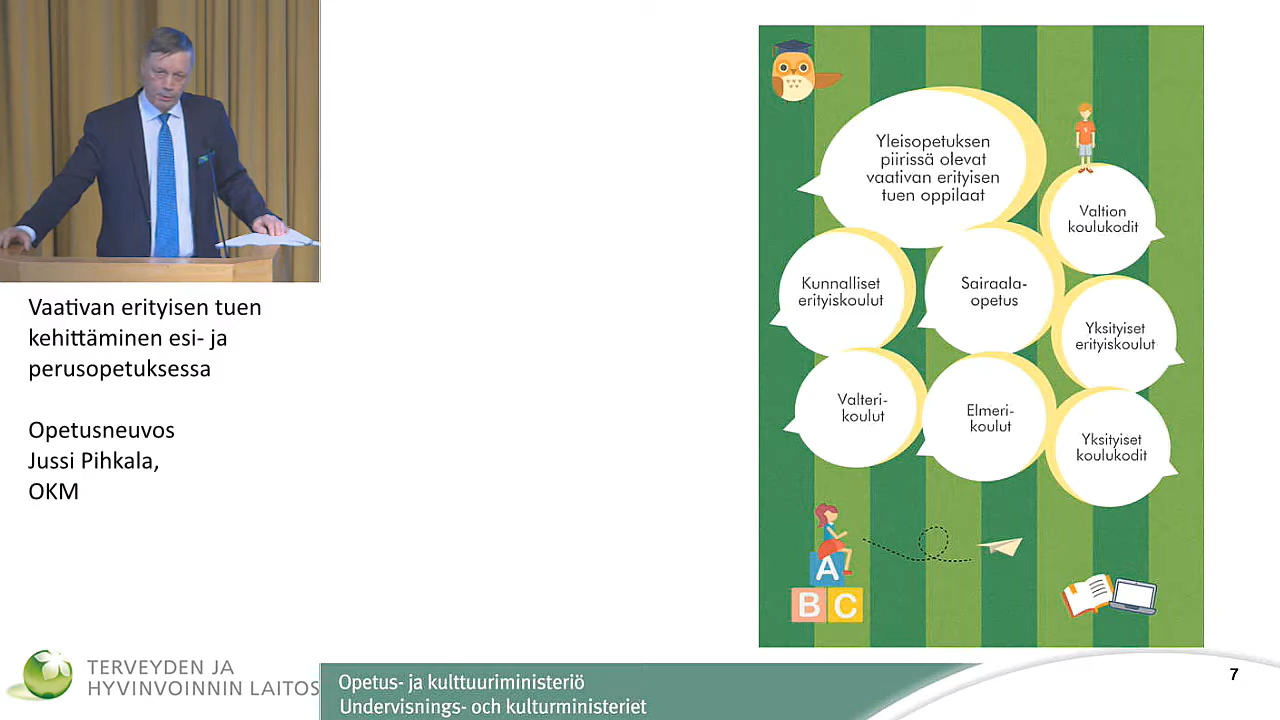 Vaativan erityisen tuen
kehittäminen esi- ja
perusopetuksessa
Opetusneuvos
Jussi Pihkala,
OKM
Yleisopetuksen
piirissä olevat
vaativan erityisen
tuen oppilaat
Valtion
koulukodit
Kunnalliset
erityiskoulut
Sairaala-
opetus
Yksityiset
erityiskoulut
Valteri-
koulut
Elmeri-
koulut
Yksityiset
koulukodit
A
B C
TERVEYDEN JA
HYVINVOINNIN LAITOS
Opetus- ja kulttuuriministeriö
Undervisnings- och kulturministeriet
7